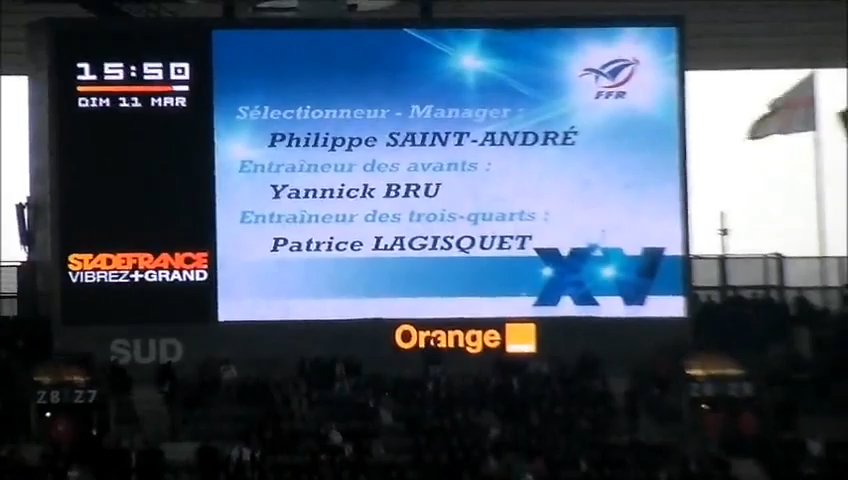 15:50
DIM 11 MAR
FFR
Sélectionneur - Manager :
Philippe SAINT-ANDRÉ
Entraîneur des avants :
Yannick BRU
Entraîneur des trois-quarts :
Patrice LAGISQUET
XV
STADEFRANCE
VIBREZ+GRAND
Orange
SUD
28 27